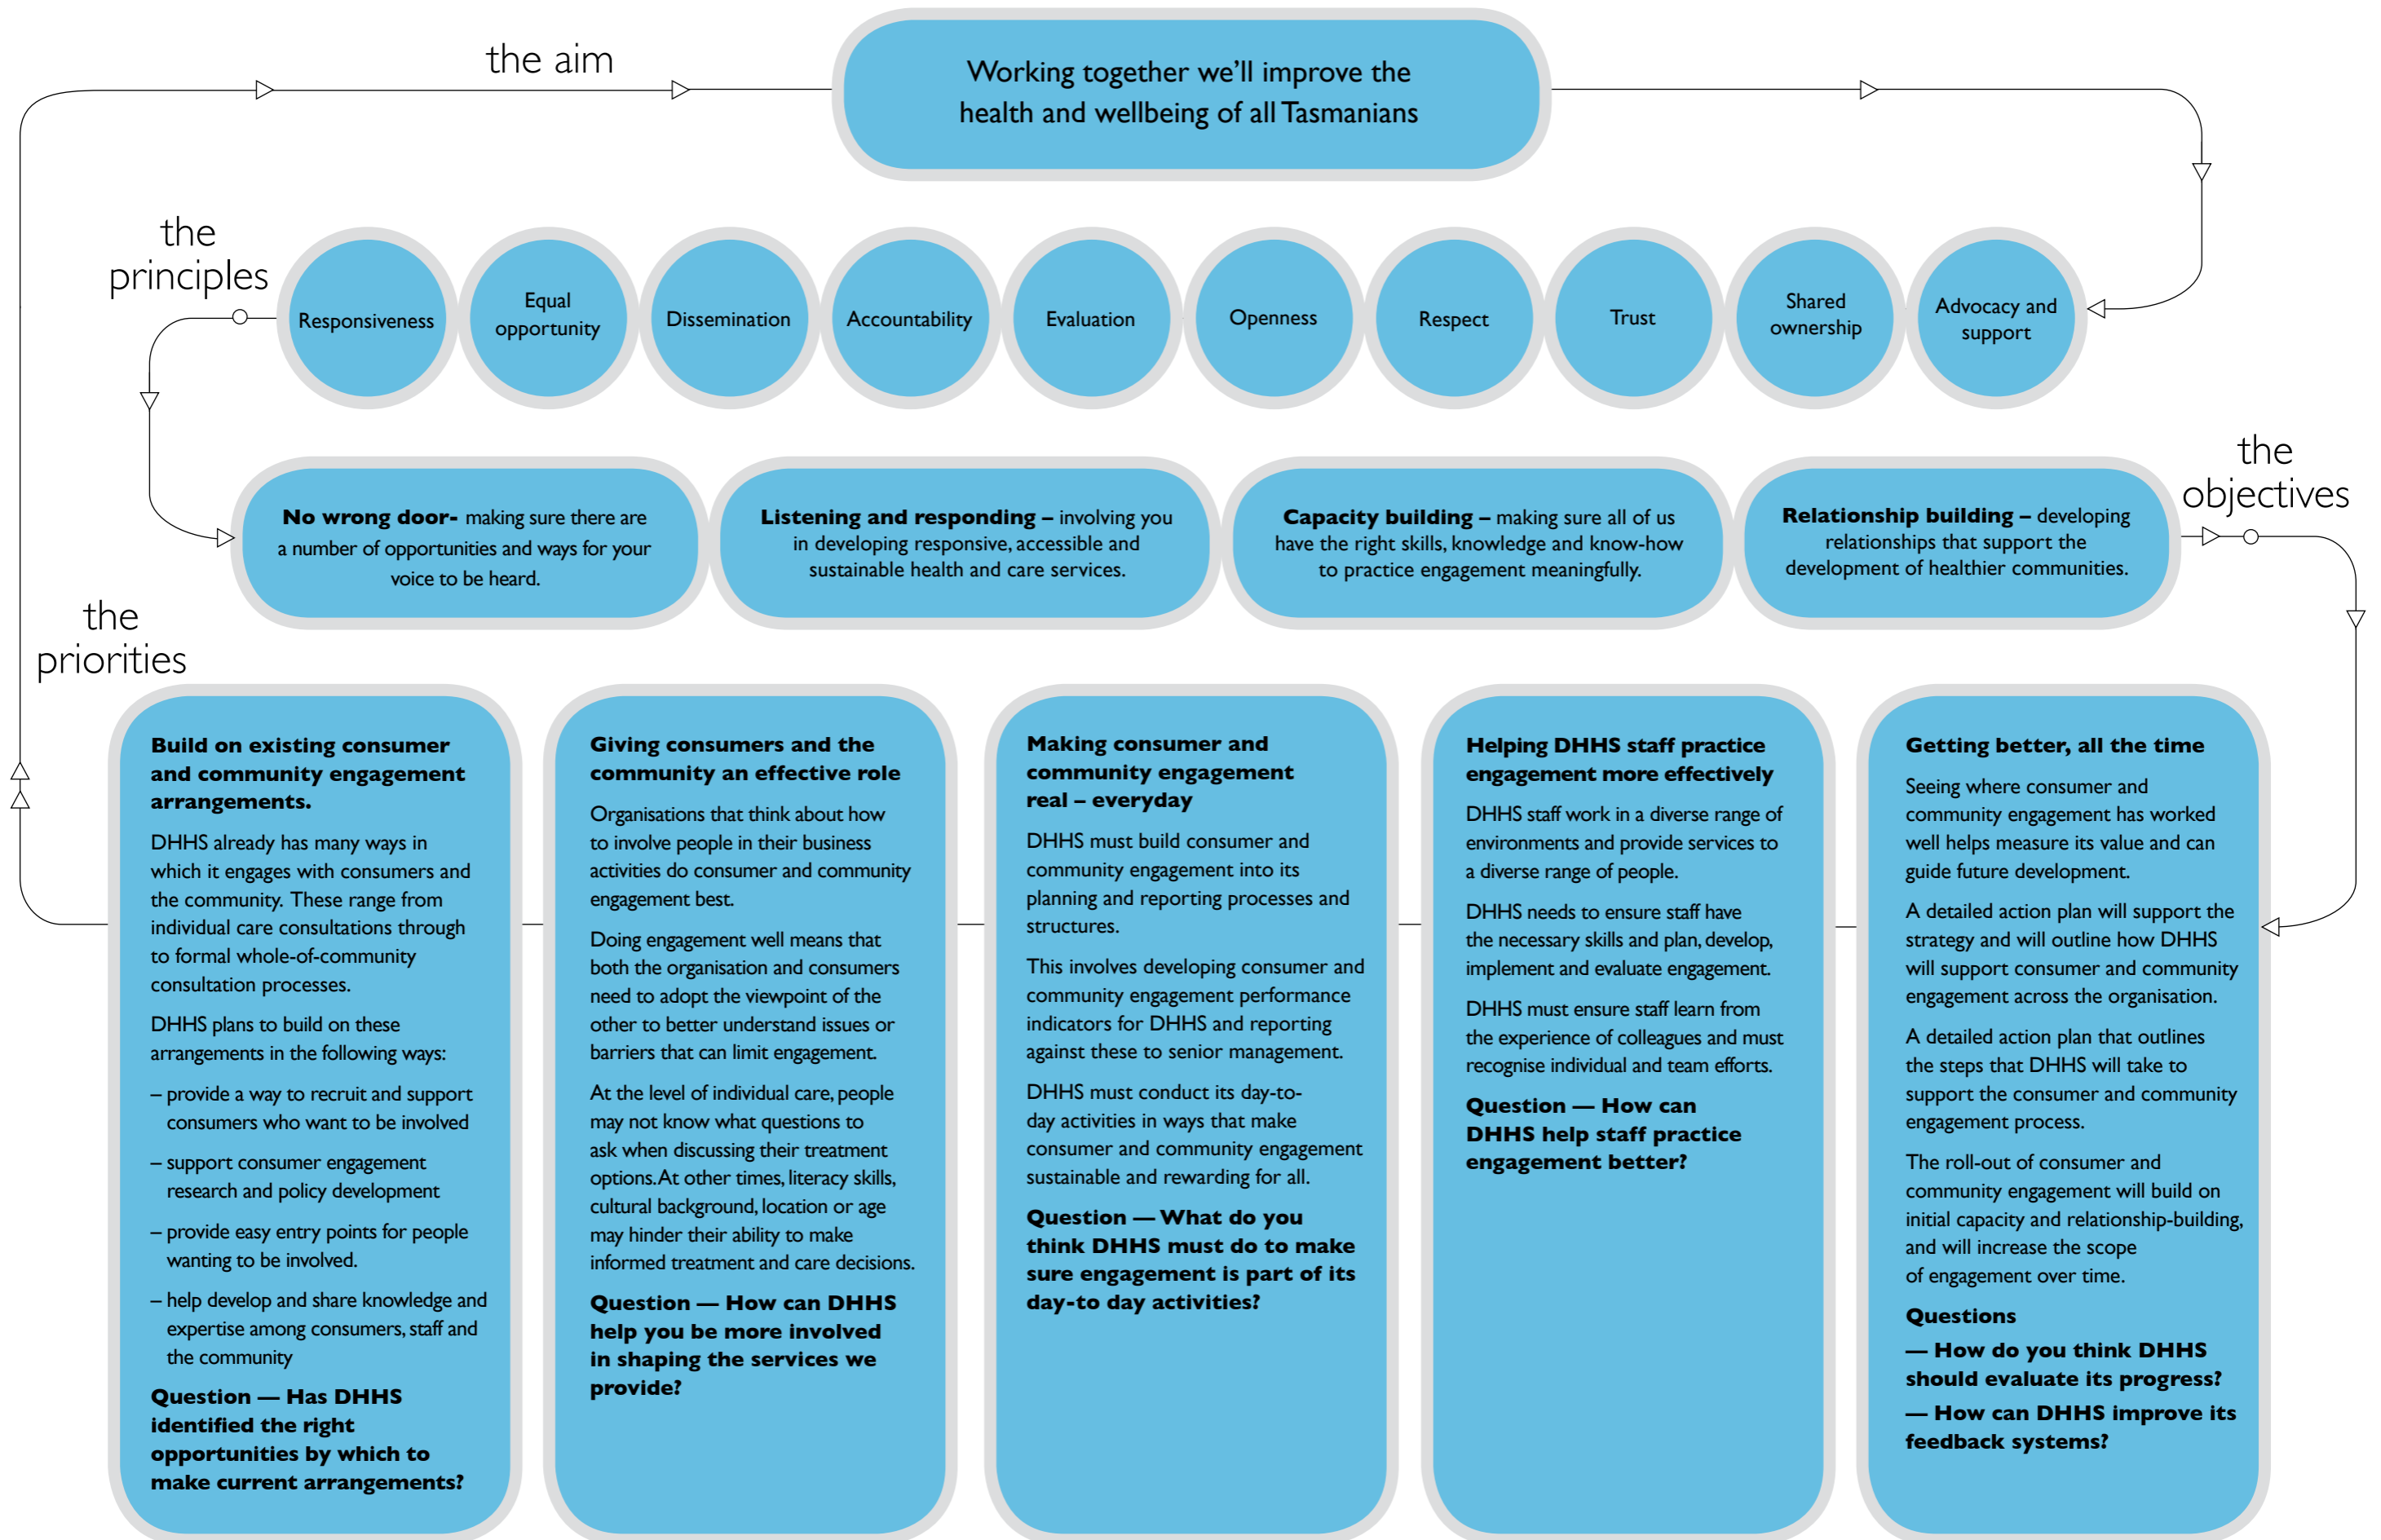 the aim
Working together we’ll improve the
health and wellbeing of all Tasmanians
the
principles
Responsiveness
Equal
opportunity
Dissemination
Accountability
Evaluation
Openness
Respect
Trust
Shared
ownership
Advocacy and
support
the
objectives
No wrong door- making sure there are
a number of opportunities and ways for your
voice to be heard.
Listening and responding – involving you
in developing responsive, accessible and
sustainable health and care services.
Capacity building – making sure all of us
have the right skills, knowledge and know-how
to practice engagement meaningfully.
Relationship building – developing
relationships that support the
development of healthier communities.
the
priorities
Build on existing consumer
and community engagement
arrangements.
DHHS already has many ways in
which it engages with consumers and
the community. These range from
individual care consultations through
to formal whole-of-community
consultation processes.
DHHS plans to build on these
arrangements in the following ways:
– provide a way to recruit and support
consumers who want to be involved
– support consumer engagement
research and policy development
– provide easy entry points for people
wanting to be involved.
– help develop and share knowledge and
expertise among consumers, staff and
the community
Question — Has DHHS
identified the right
opportunities by which to
make current arrangements?
Giving consumers and the
community an effective role
Organisations that think about how
to involve people in their business
activities do consumer and community
engagement best.
Doing engagement well means that
both the organisation and consumers
need to adopt the viewpoint of the
other to better understand issues or
barriers that can limit engagement.
At the level of individual care, people
may not know what questions to
ask when discussing their treatment
options. At other times, literacy skills,
cultural background, location or age
may hinder their ability to make
informed treatment and care decisions.
Question — How can DHHS
help you be more involved
in shaping the services we
provide?
Making consumer and
community engagement
real – everyday
DHHS must build consumer and
community engagement into its
planning and reporting processes and
structures.
This involves developing consumer and
community engagement performance
indicators for DHHS and reporting
against these to senior management.
DHHS must conduct its day-to-
day activities in ways that make
consumer and community engagement
sustainable and rewarding for all.
Question — What do you
think DHHS must do to make
sure engagement is part of its
day-to day activities?
Helping DHHS staff practice
engagement more effectively
DHHS staff work in a diverse range of
environments and provide services to
a diverse range of people.
DHHS needs to ensure staff have
the necessary skills and plan, develop,
implement and evaluate engagement.
DHHS must ensure staff learn from
the experience of colleagues and must
recognise individual and team efforts.
Question — How can
DHHS help staff practice
engagement better?
Getting better, all the time
Seeing where consumer and
community engagement has worked
well helps measure its value and can
guide future development.
A detailed action plan will support the
strategy and will outline how DHHS
will support consumer and community
engagement across the organisation.
A detailed action plan that outlines
the steps that DHHS will take to
support the consumer and community
engagement process.
The roll-out of consumer and
community engagement will build on
initial capacity and relationship-building,
and will increase the scope
of engagement over time.
Questions
— How do you think DHHS
should evaluate its progress?
— How can DHHS improve its
feedback systems?